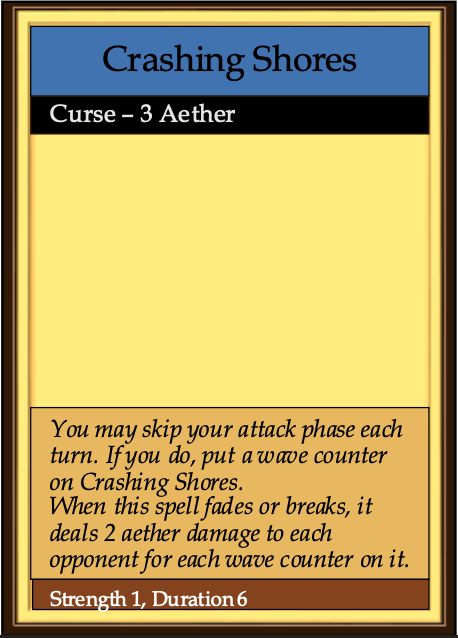 Crashing Shores
Curse – 3 Aether
You may skip your attack phase each
turn. If you do, put a wave counter
on Crashing Shores.
When this spell fades or breaks, it
deals 2 aether damage to each
opponent for each wave counter on it.
Strength 1, Duration 6